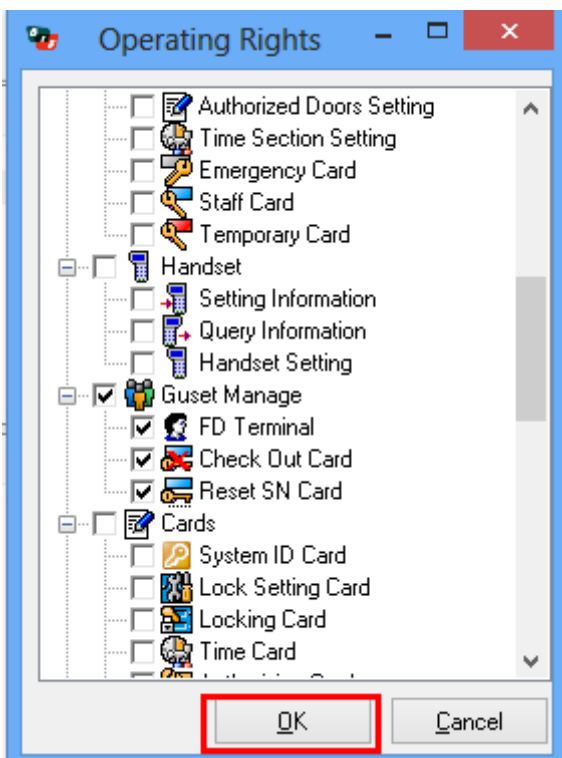 Operating Rights
Authorized Doors Setting
Time Section Setting
Emergency Card
Staff Card
Temporary Card
Handset
Setting Information
Query Information
Handset Setting
Guset Manage
FD Terminal
Check Out Card
Reset SN Card
Cards
System ID Card
Lock Setting Card
Locking Card
Time Card
OK
Cancel